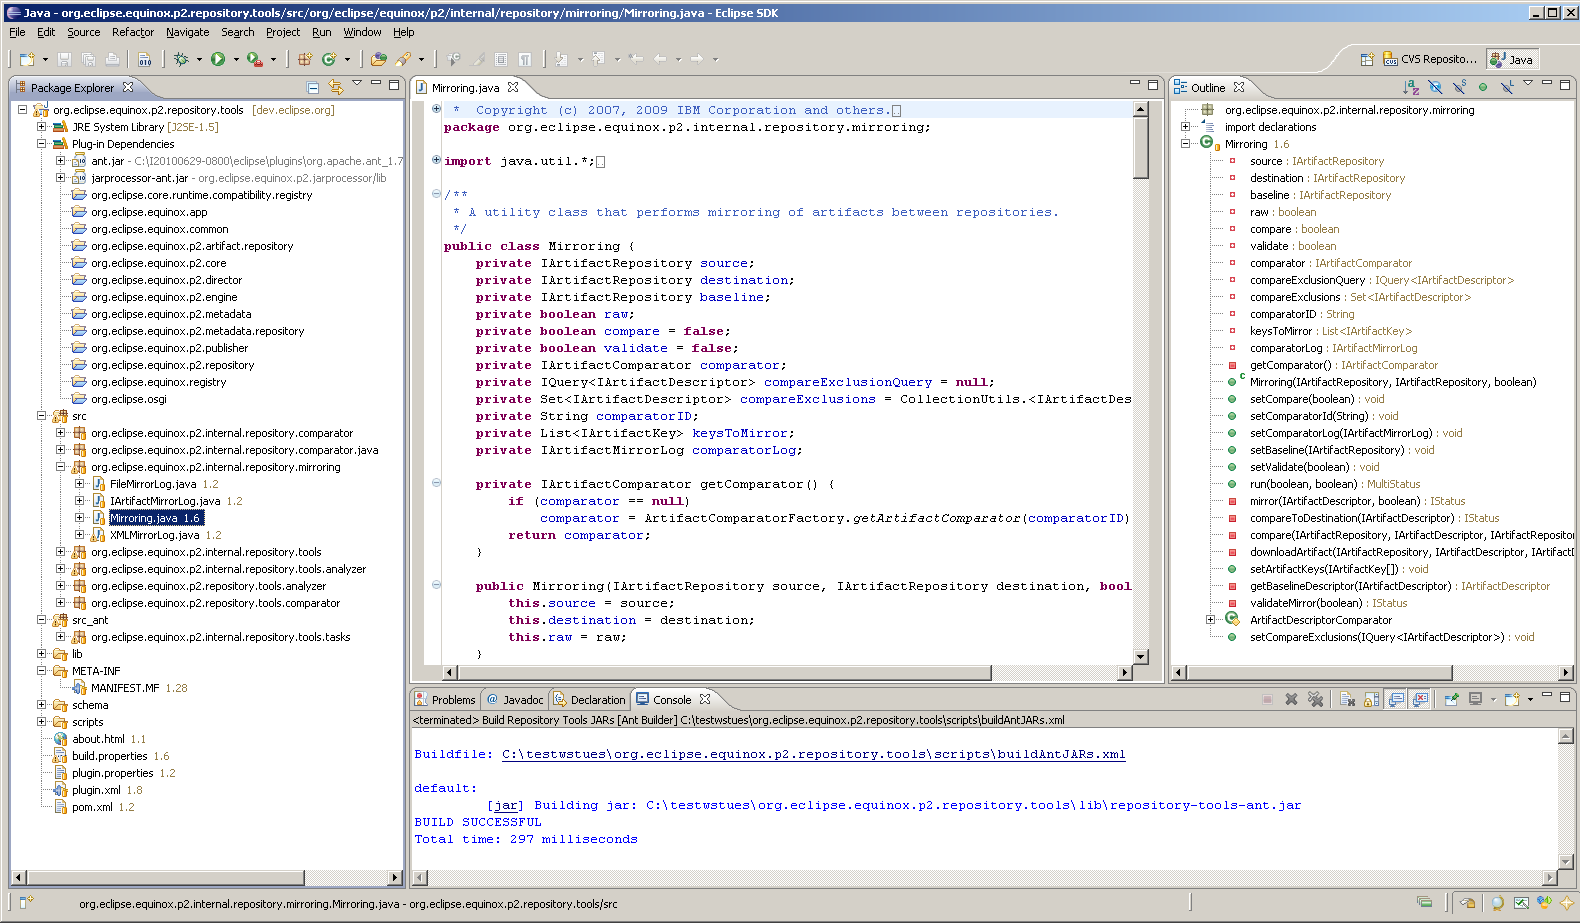 Java - org.eclipse.equinox.p2.repository.tools/src/org/eclipse/equinox/p2/internal/repository/mirroring/Mirroring.java - Eclipse SDK
File Edit Source Refactor Navigate Search Project Run Window Help
CVS Reposito... Java
Package Explorer
org.eclipse.equinox.p2.repository.tools [dev.eclipse.org]
JRE System Library [J2SE-1.5]
Plug-in Dependencies
ant.jar - C:\I20100629-0800\eclipse\plugins\org.apache.ant_1.7
jarprocessor-ant.jar - org.eclipse.equinox.p2.jarprocessor/lib
org.eclipse.core.runtime.compatibility.registry
org.eclipse.equinox.app
org.eclipse.equinox.common
org.eclipse.equinox.p2.artifact.repository
org.eclipse.equinox.p2.core
org.eclipse.equinox.p2.director
org.eclipse.equinox.p2.engine
org.eclipse.equinox.p2.metadata
org.eclipse.equinox.p2.metadata.repository
org.eclipse.equinox.p2.publisher
org.eclipse.equinox.p2.repository
org.eclipse.equinox.registry
org.eclipse.osgi
src
org.eclipse.equinox.p2.internal.repository.comparator
org.eclipse.equinox.p2.internal.repository.comparator.java
org.eclipse.equinox.p2.internal.repository.mirroring
FileMirrorLog.java 1.2
IArtifactMirrorLog.java 1.2
Mirroring.java 1.6
XMLMirrorLog.java 1.2
org.eclipse.equinox.p2.internal.repository.tools
org.eclipse.equinox.p2.internal.repository.tools.analyzer
org.eclipse.equinox.p2.repository.tools.analyzer
org.eclipse.equinox.p2.repository.tools.comparator
src_ant
org.eclipse.equinox.p2.internal.repository.tools.tasks
lib
META-INF
MANIFEST.MF 1.28
schema
scripts
about.html 1.1
build.properties 1.6
plugin.properties 1.2
plugin.xml 1.8
pom.xml 1.2
Mirroring.java
* Copyright (c) 2007, 2009 IBM Corporation and others.
package org.eclipse.equinox.p2.internal.repository.mirroring;
import java.util.*;
/**
* A utility class that performs mirroring of artifacts between repositories.
*/
public class Mirroring {
private IArtifactRepository source;
private IArtifactRepository destination;
private IArtifactRepository baseline;
private boolean raw;
private boolean compare = false;
private boolean validate = false;
private IArtifactComparator comparator;
private IQuery<IArtifactDescriptor> compareExclusionQuery = null;
private Set<IArtifactDescriptor> compareExclusions = CollectionUtils.<IArtifactDes
private String comparatorID;
private List<IArtifactKey> keysToMirror;
private IArtifactMirrorLog comparatorLog;
private IArtifactComparator getComparator() {
if (comparator == null)
comparator = ArtifactComparatorFactory.getArtifactComparator(comparatorID)
return comparator;
}
public Mirroring(IArtifactRepository source, IArtifactRepository destination, bool
this.source = source;
this.destination = destination;
this.raw = raw;
}
Outline
org.eclipse.equinox.p2.internal.repository.mirroring
import declarations
Mirroring 1.6
source : IArtifactRepository
destination : IArtifactRepository
baseline : IArtifactRepository
raw : boolean
compare : boolean
validate : boolean
comparator : IArtifactComparator
compareExclusionQuery : IQuery<IArtifactDescriptor>
compareExclusions : Set<IArtifactDescriptor>
comparatorID : String
keysToMirror : List<IArtifactKey>
comparatorLog : IArtifactMirrorLog
getComparator() : IArtifactComparator
Mirroring(IArtifactRepository, IArtifactRepository, boolean)
setCompare(boolean) : void
setComparatorId(String) : void
setComparatorLog(IArtifactMirrorLog) : void
setBaseline(IArtifactRepository) : void
setValidate(boolean) : void
run(boolean, boolean) : MultiStatus
mirror(IArtifactDescriptor, boolean) : IStatus
compareToDestination(IArtifactDescriptor) : IStatus
compare(IArtifactRepository, IArtifactDescriptor, IArtifactRepositor
downloadArtifact(IArtifactRepository, IArtifactDescriptor, IArtifactD
setArtifactKeys(IArtifactKey[]) : void
getBaselineDescriptor(IArtifactDescriptor) : IArtifactDescriptor
validateMirror(boolean) : IStatus
ArtifactDescriptorComparator
setCompareExclusions(IQuery<IArtifactDescriptor>) : void
Problems Javadoc Declaration Console
<terminated> Build Repository Tools JARs [Ant Builder] C:\testwstues\org.eclipse.equinox.p2.repository.tools\scripts\buildAntJARs.xml
Buildfile: C:\testwstues\org.eclipse.equinox.p2.repository.tools\scripts\buildAntJARs.xml
default:
[jar] Building jar: C:\testwstues\org.eclipse.equinox.p2.repository.tools\lib\repository-tools-ant.jar
BUILD SUCCESSFUL
Total time: 297 milliseconds
org.eclipse.equinox.p2.internal.repository.mirroring.Mirroring.java - org.eclipse.equinox.p2.repository.tools/src